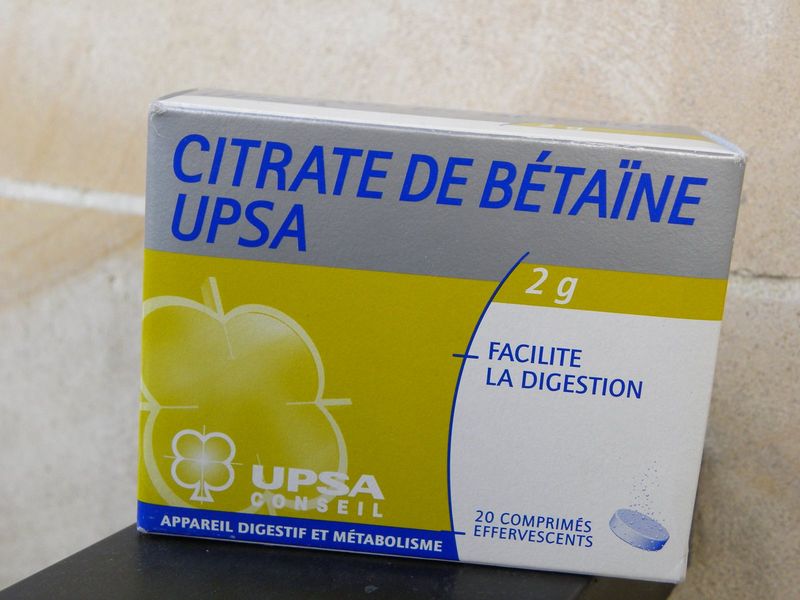 CITRATE DE BÉTAÏNE
UPSA
2 g
FACILITE
LA DIGESTION
UPSA
CONSEIL
20 COMPRIMÉS
EFFERVESCENTS
APPAREIL DIGESTIF ET MÉTABOLISME